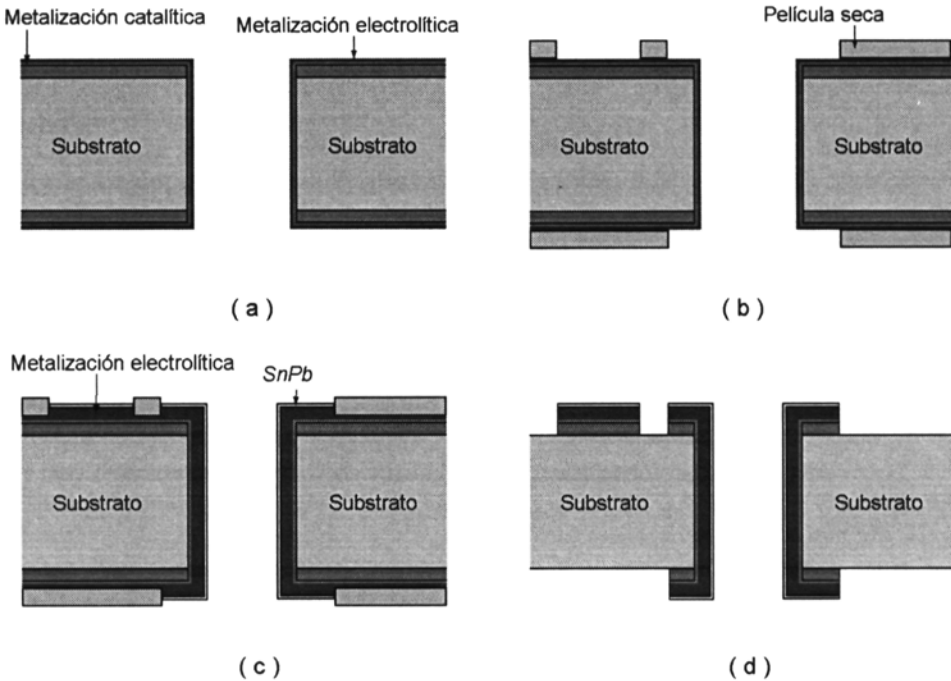 Metalización catalítica
Metalización electrolítica
Substrato
Substrato
( a )
Película seca
Substrato
Substrato
( b )
Metalización electrolítica
SnPb
Substrato
Substrato
( c )
Substrato
Substrato
( d )